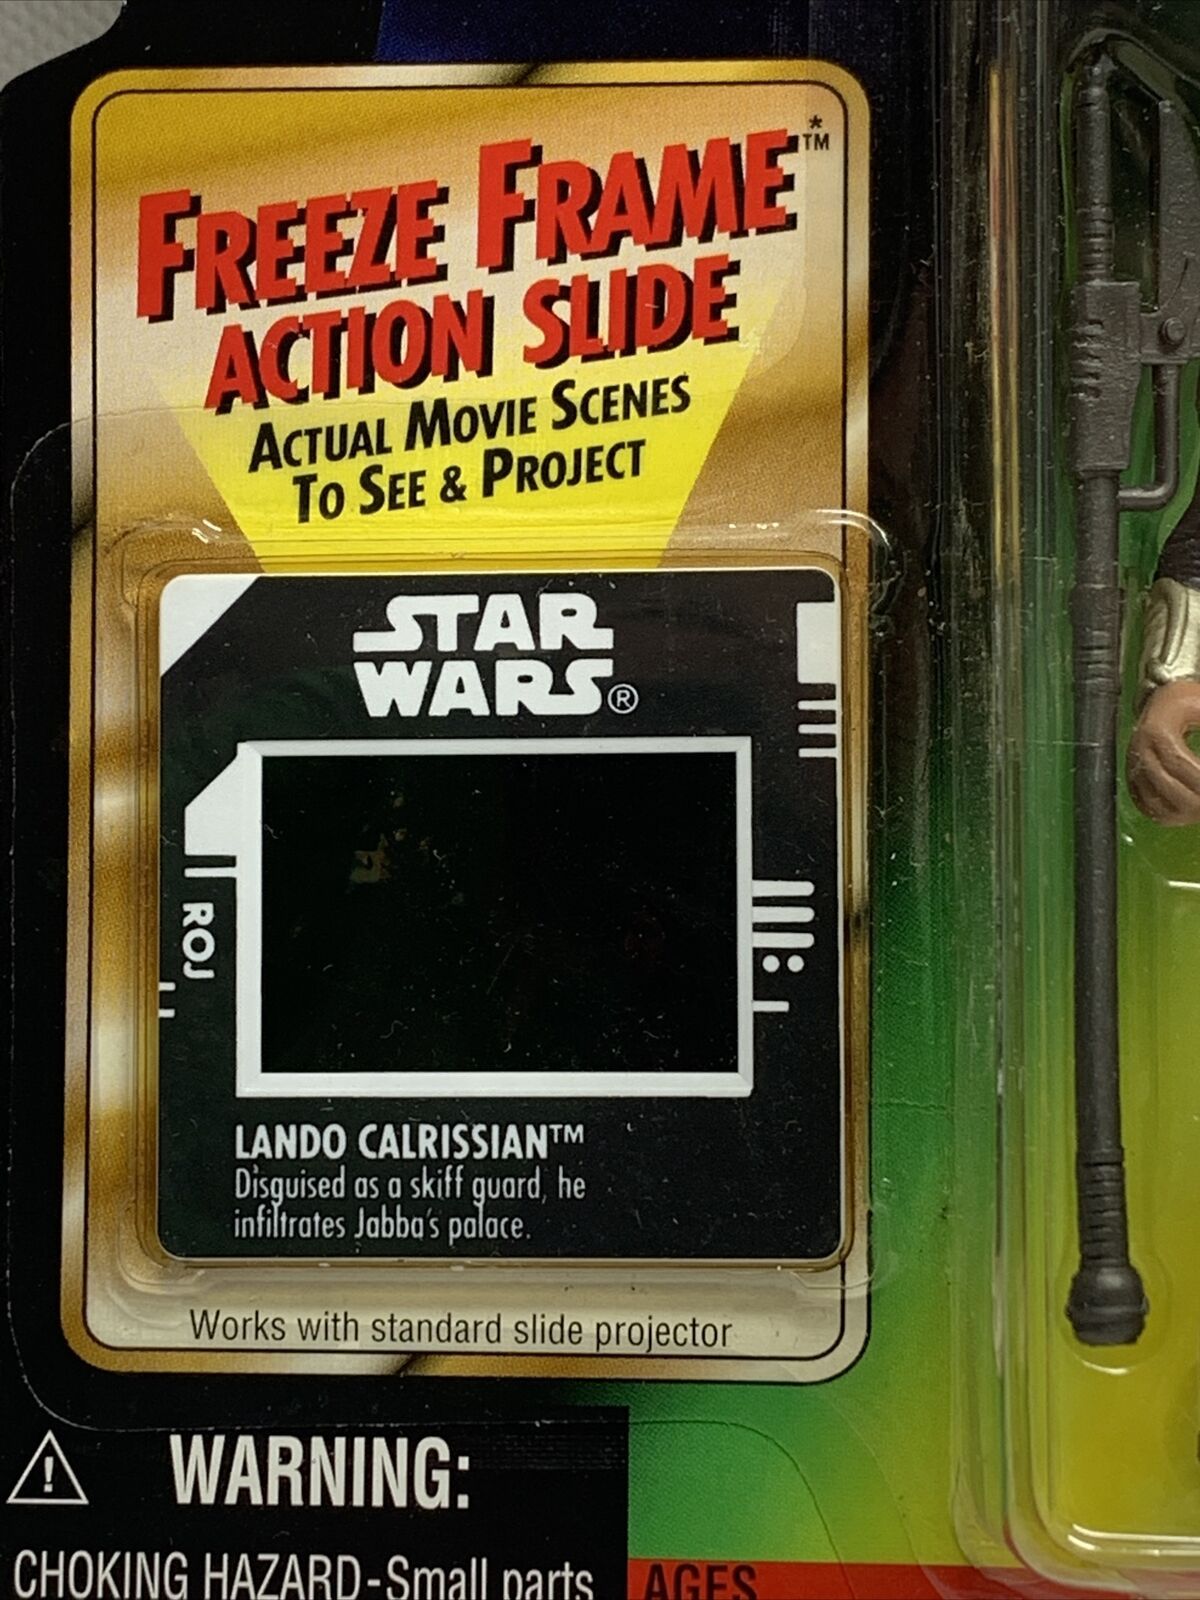 FREEZE FRAME™*
ACTION SLIDE
ACTUAL MOVIE SCENES
TO SEE & PROJECT
STAR
WARS®
ROJ
LANDO CALRISSIAN™
Disguised as a skiff guard, he
infiltrates Jabba's palace.
Works with standard slide projector
WARNING:
CHOKING HAZARD-Small parts
AGES